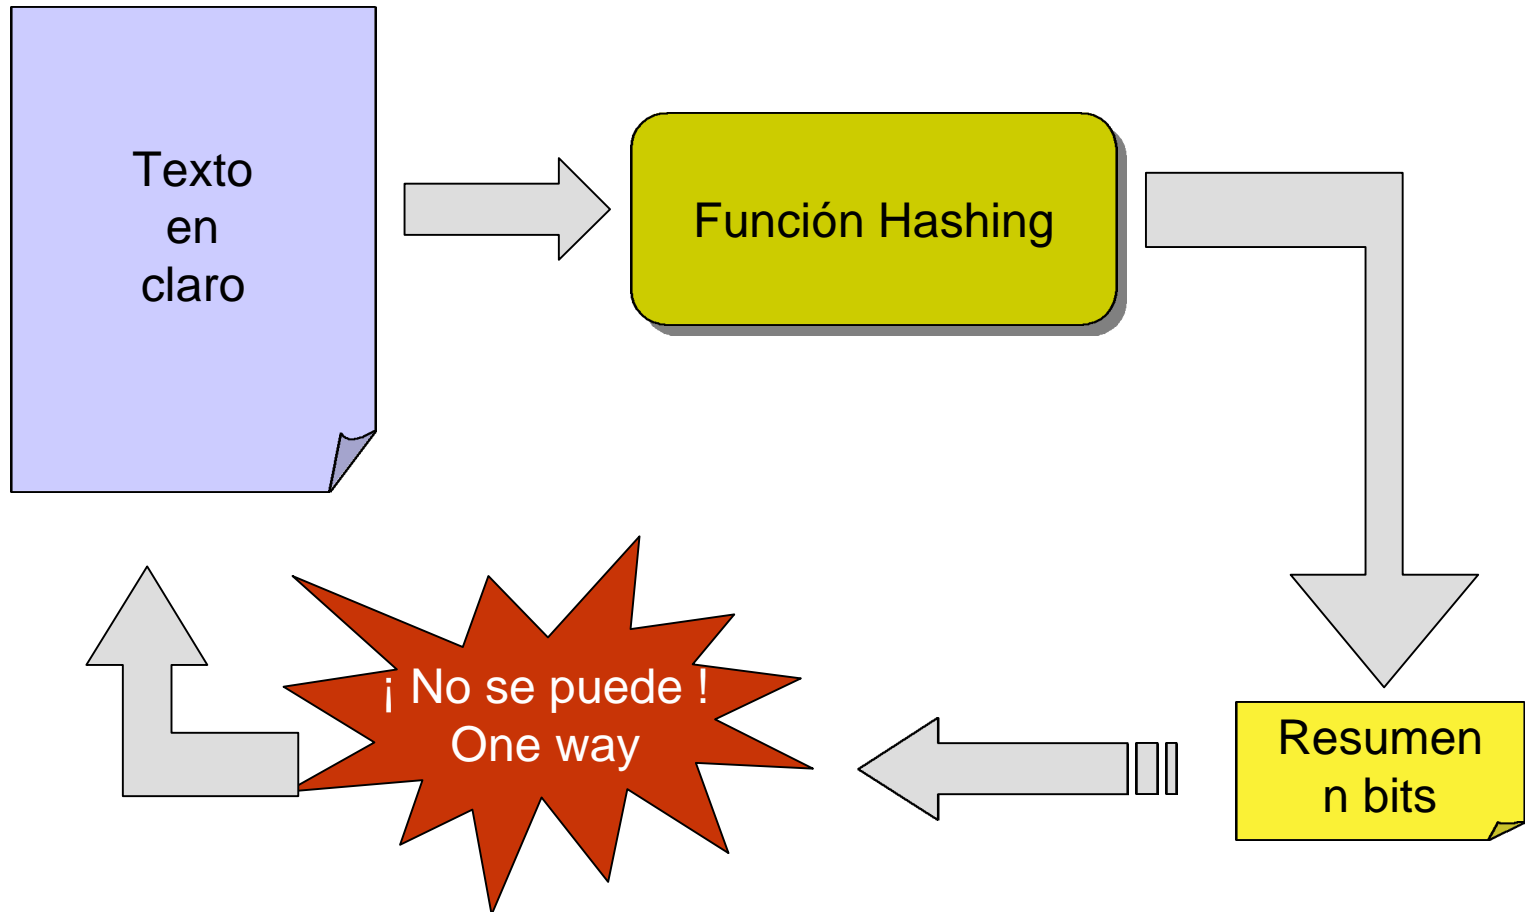 Texto
en
claro
Función Hashing
¡ No se puede !
One way
Resumen
n bits